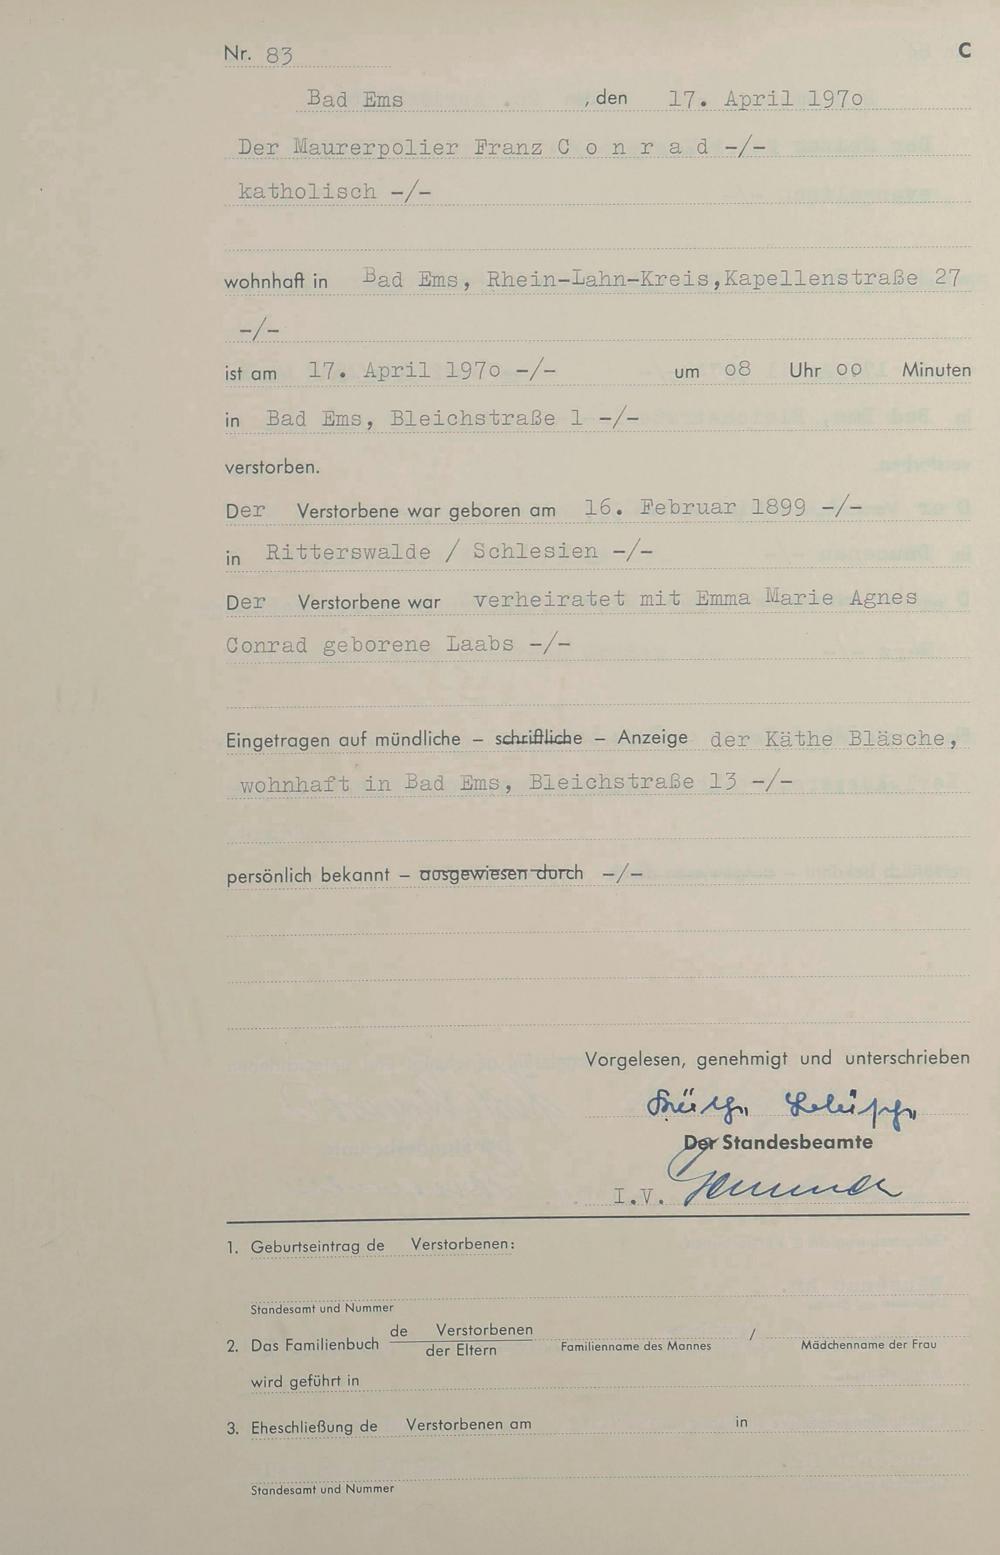 Nr. 83
C
Bad Ems , den 17. April 197o
Der Maurerpolier Franz C o n r a d -/-
katholisch -/-
wohnhaft in Bad Ems, Rhein-Lahn-Kreis,Kapellenstraße 27
-/-
ist am 17. April 197o -/- um o8 Uhr oo Minuten
in Bad Ems, Bleichstraße 1 -/-
verstorben.
Der Verstorbene war geboren am 16. Februar 1899 -/-
in Ritterswalde / Schlesien -/-
Der Verstorbene war verheiratet mit Emma Marie Agnes
Conrad geborene Laabs -/-
Eingetragen auf mündliche – schriftliche – Anzeige der Käthe Bläsche,
wohnhaft in Bad Ems, Bleichstraße 13 -/-
persönlich bekannt – ausgewiesen durch -/-
Vorgelesen, genehmigt und unterschrieben
Der Standesbeamte
I.V.
1. Geburtseintrag de Verstorbenen:
Standesamt und Nummer
2. Das Familienbuch de Verstorbenen / der Eltern
Familienname des Mannes / Mädchenname der Frau
wird geführt in
3. Eheschließung de Verstorbenen am in
Standesamt und Nummer